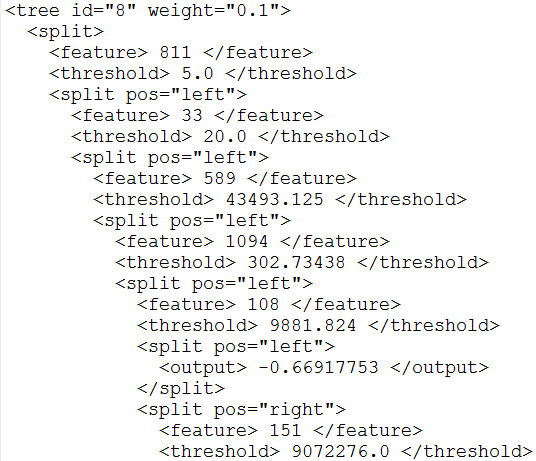 <tree id="8" weight="0.1">
<split>
<feature> 811 </feature>
<threshold> 5.0 </threshold>
<split pos="left">
<feature> 33 </feature>
<threshold> 20.0 </threshold>
<split pos="left">
<feature> 589 </feature>
<threshold> 43493.125 </threshold>
<split pos="left">
<feature> 1094 </feature>
<threshold> 302.73438 </threshold>
<split pos="left">
<feature> 108 </feature>
<threshold> 9881.824 </threshold>
<split pos="left">
<output> -0.66917753 </output>
</split>
<split pos="right">
<feature> 151 </feature>
<threshold> 9072276.0 </threshold>